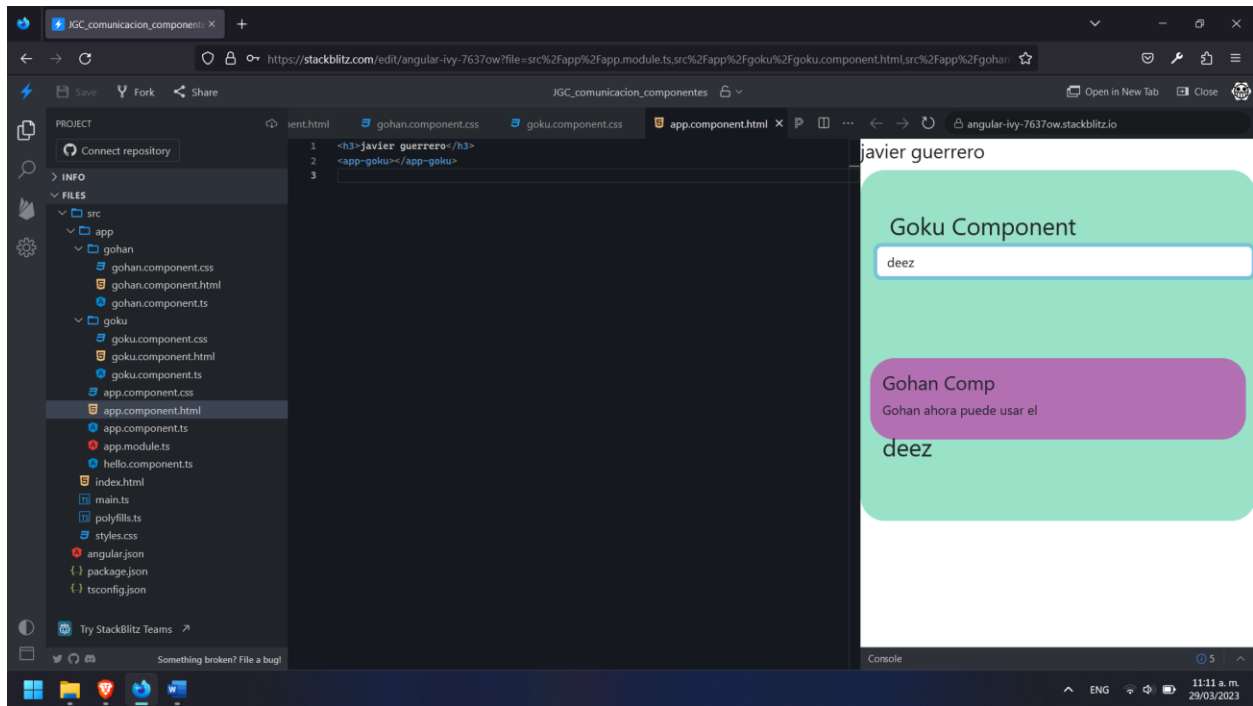 JGC_comunicacion_component
https://stackblitz.com/edit/angular-ivy-7637ow?file=src%2Fapp%2Fapp.module.ts,src%2Fapp%2Fgoku%2Fgoku.component.html,src%2Fapp%2Fgohan
Save Fork Share
JGC_comunicacion_componentes
Open in New Tab Close
PROJECT
Connect repository
INFO
FILES
src
app
gohan
gohan.component.css
gohan.component.html
gohan.component.ts
goku
goku.component.css
goku.component.html
goku.component.ts
app.component.css
app.component.html
app.component.ts
app.module.ts
hello.component.ts
index.html
main.ts
polyfills.ts
styles.css
angular.json
package.json
tsconfig.json
Try StackBlitz Teams
Something broken? File a bug!
nent.html gohan.component.css goku.component.css app.component.html
1 <h3>javier guerrero</h3>
2 <app-goku></app-goku>
3
angular-ivy-7637ow.stackblitz.io
javier guerrero
Goku Component
deez
Gohan Comp
Gohan ahora puede usar el
deez
Console 5
ENG
11:11 a. m.
29/03/2023